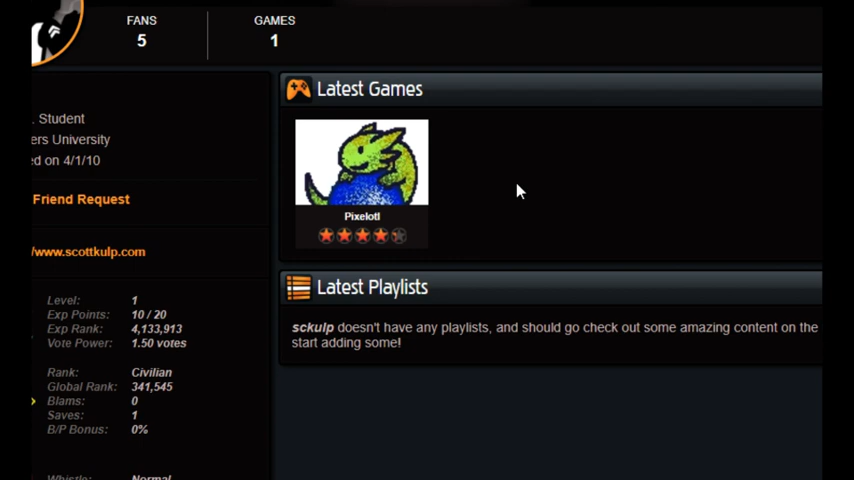 FANS
5
GAMES
1
. Student
ers University
ed on 4/1/10
Friend Request
/www.scottkulp.com
Level: 1
Exp Points: 10 / 20
Exp Rank: 4,133,913
Vote Power: 1.50 votes
Rank: Civilian
Global Rank: 341,545
Blams: 0
Saves: 1
B/P Bonus: 0%
Whistle: Normal
Latest Games
Pixelotl
Latest Playlists
sckulp doesn't have any playlists, and should go check out some amazing content on the
start adding some!